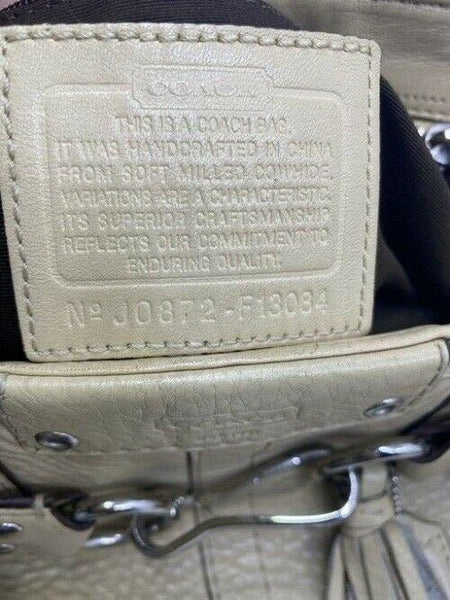 COACH
THIS IS A COACH BAG.
IT WAS HANDCRAFTED IN CHINA
FROM SOFT MILLED COWHIDE.
VARIATIONS ARE A CHARACTERISTIC.
ITS SUPERIOR CRAFTSMANSHIP
REFLECTS OUR COMMITMENT TO
ENDURING QUALITY.
Nº J0872-F13084